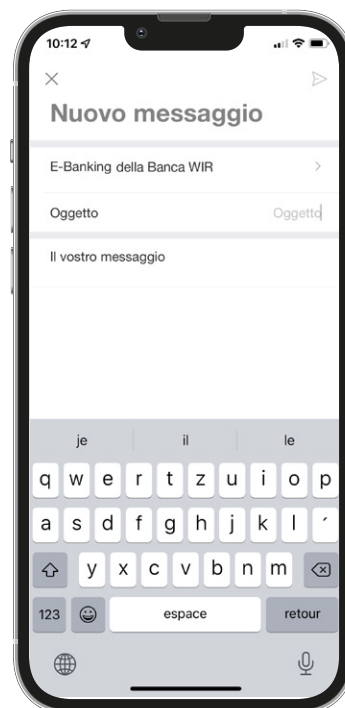 10:12
Nuovo messaggio
E-Banking della Banca WIR
Oggetto Oggetto
Il vostro messaggio
je il le
q w e r t z u i o p
a s d f g h j k l ´
y x c v b n m
123 espace retour